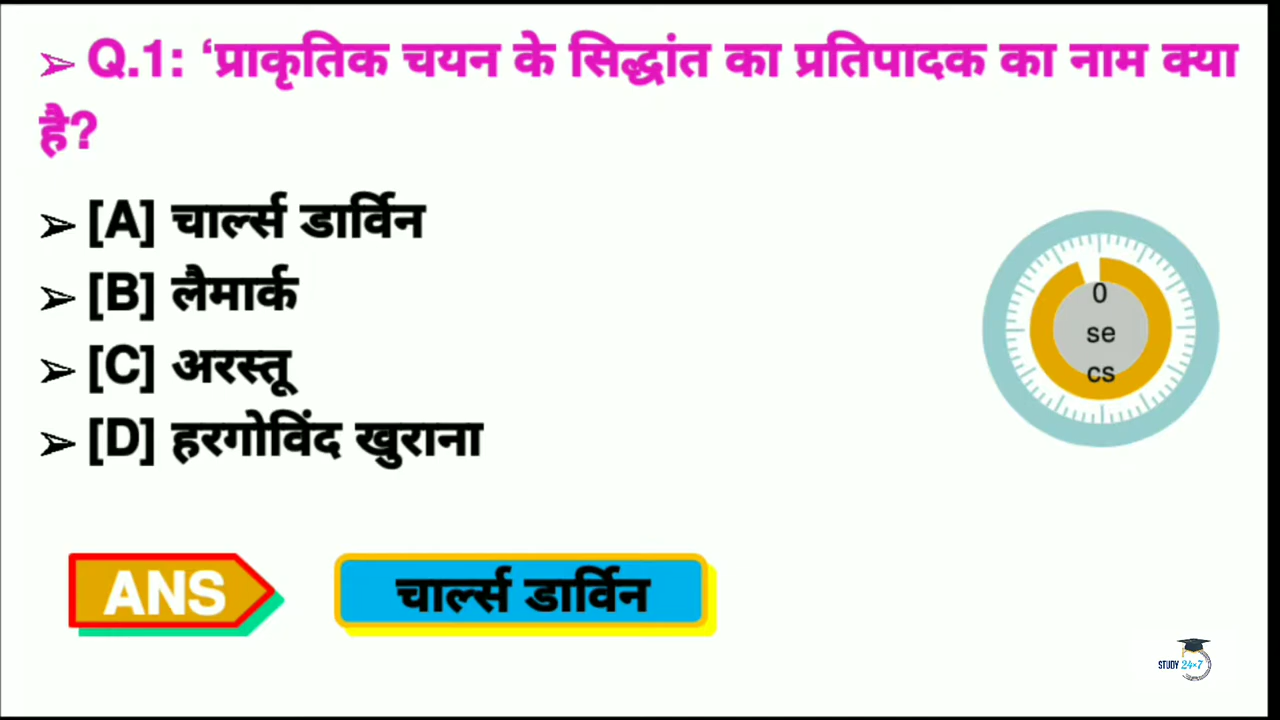 ➢ Q.1: ‘प्राकृतिक चयन के सिद्धांत का प्रतिपादक का नाम क्या
है?
➢ [A] चार्ल्स डार्विन
➢ [B] लैमार्क
➢ [C] अरस्तू
➢ [D] हरगोविंद खुराना
0
se
cs
ANS
चार्ल्स डार्विन
STUDY 24×7